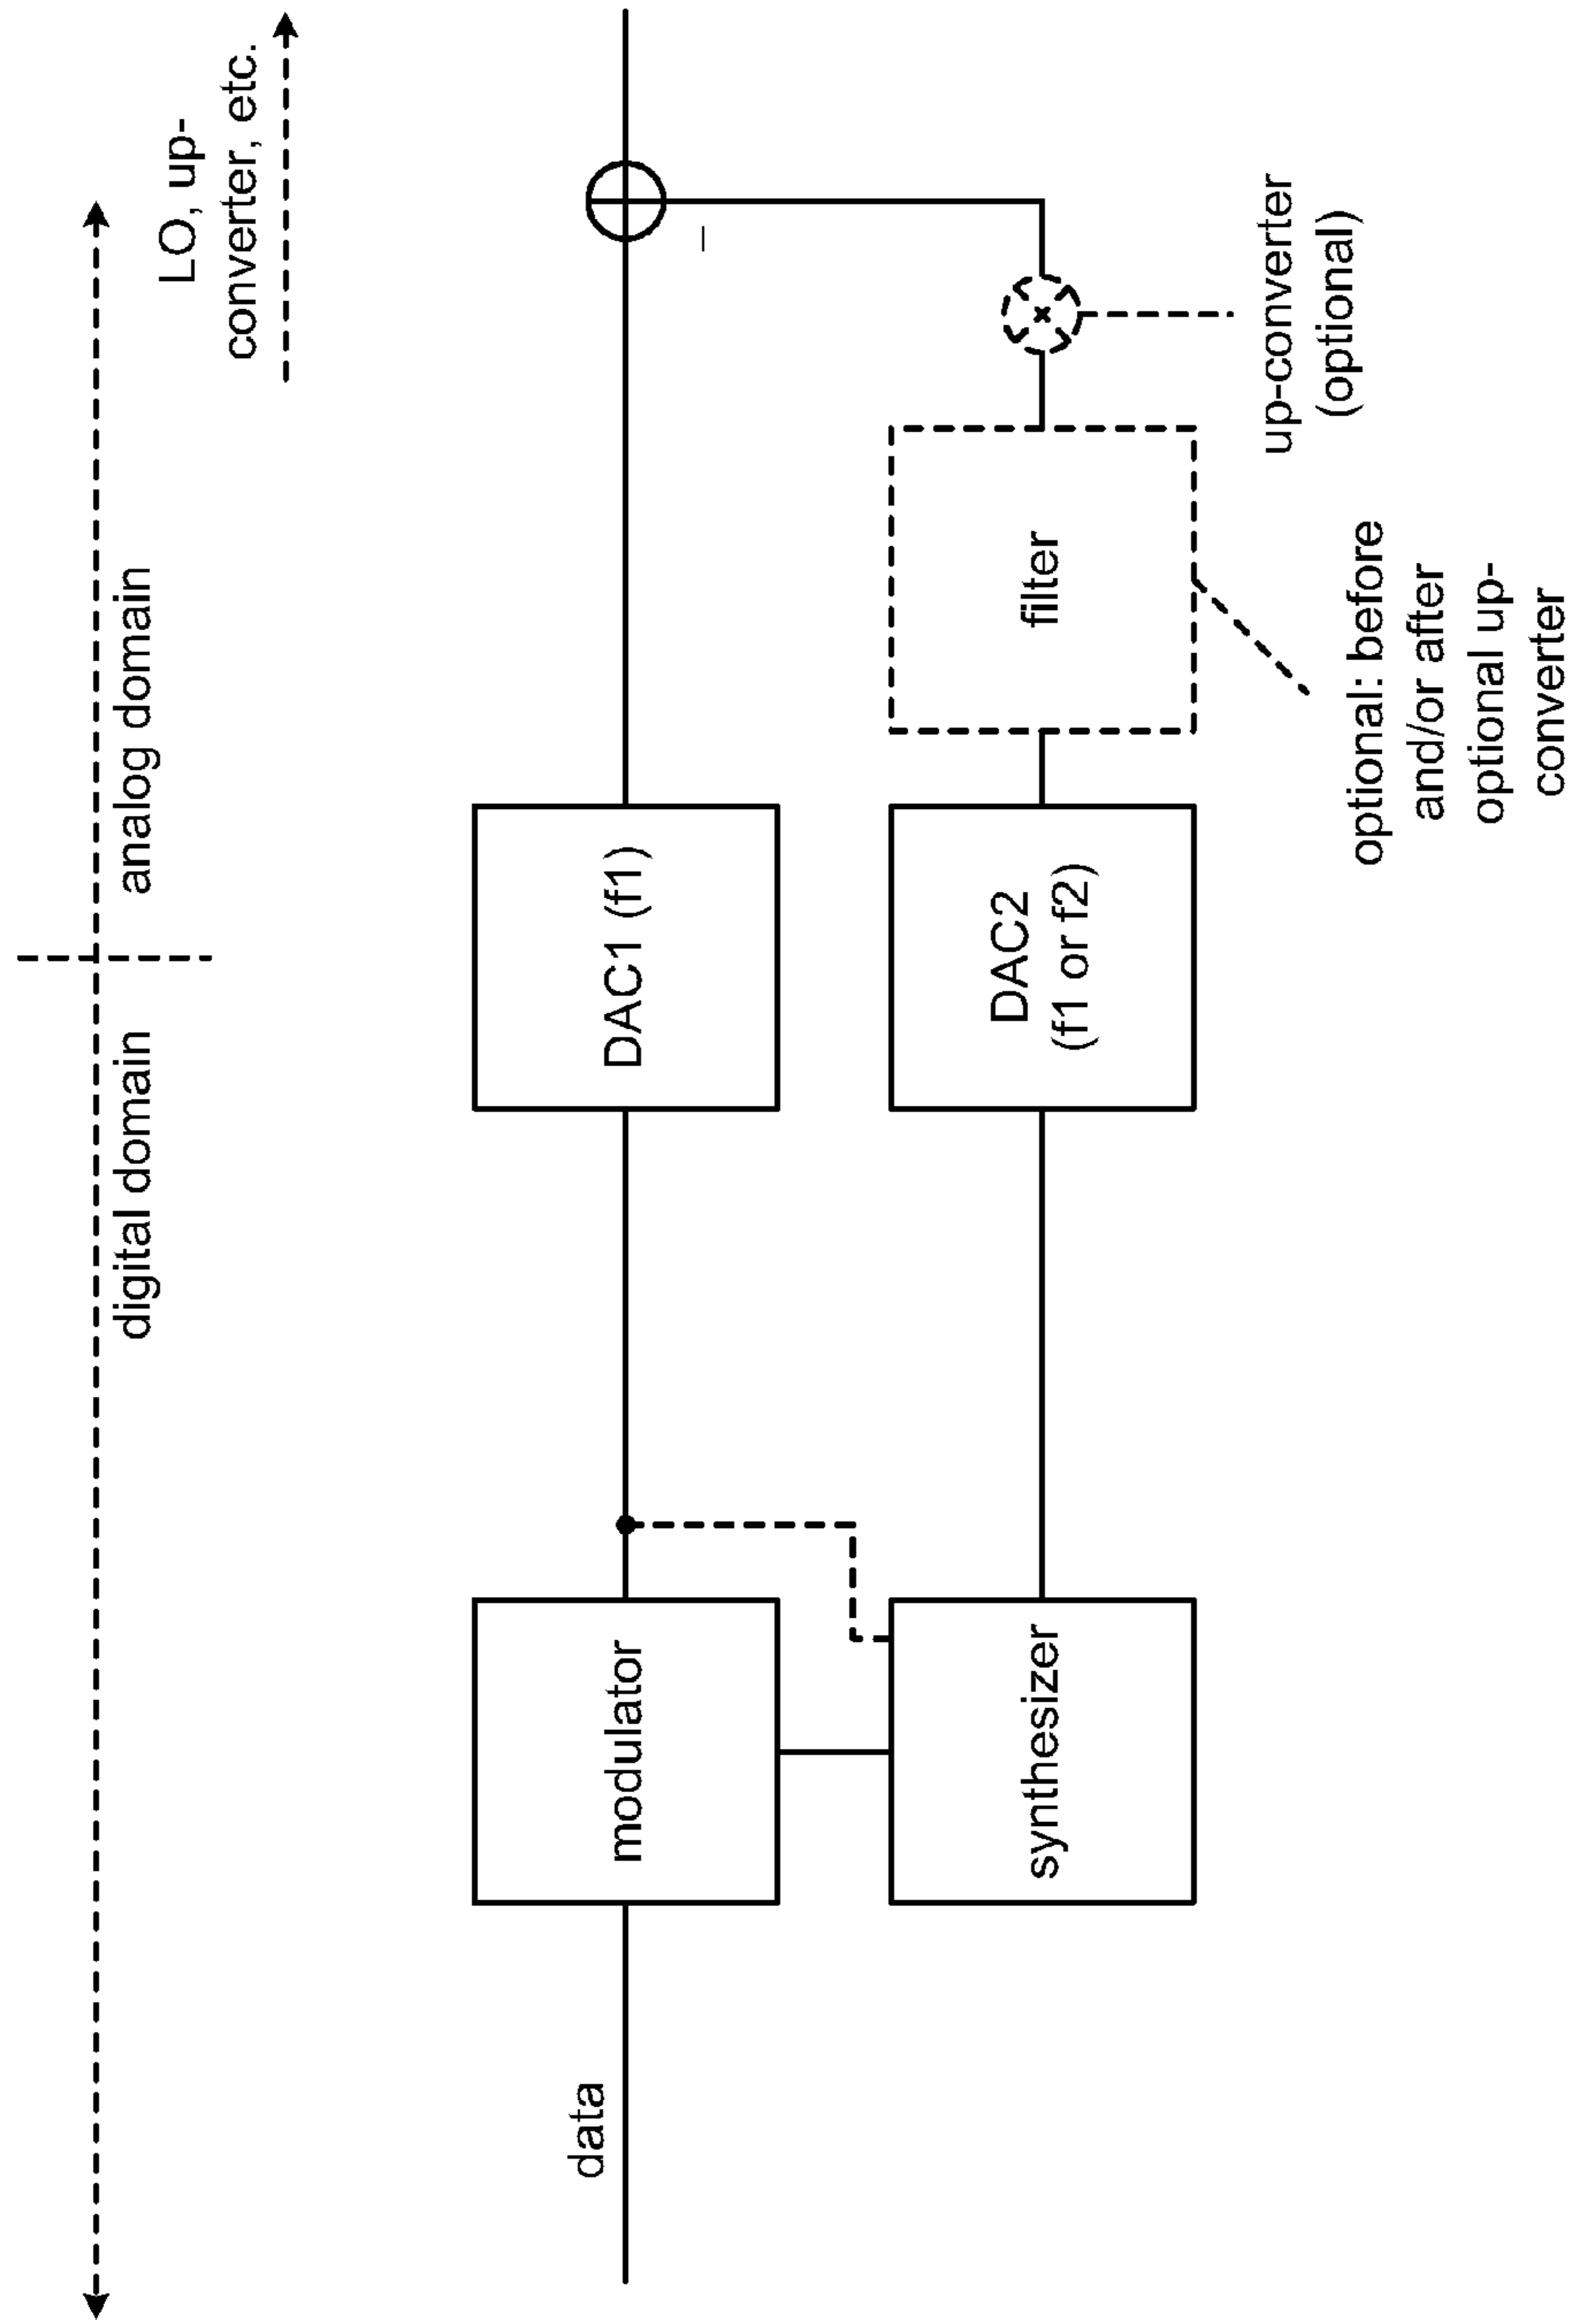 digital domain
analog domain
LO, up-
converter, etc.
data
modulator
DAC1 (f1)
–
synthesizer
DAC2
(f1 or f2)
filter
up-converter
(optional)
optional: before
and/or after
optional up-
converter